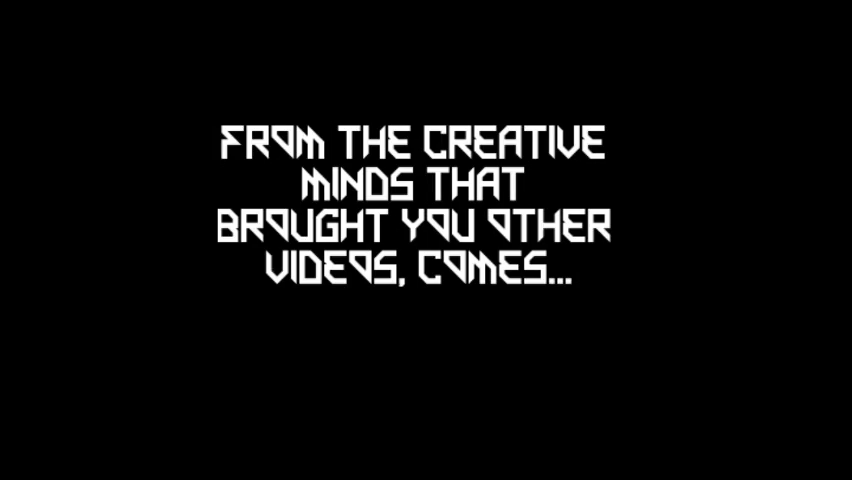 FROM THE CREATIVE
MINDS THAT
BROUGHT YOU OTHER
VIDEOS, COMES...